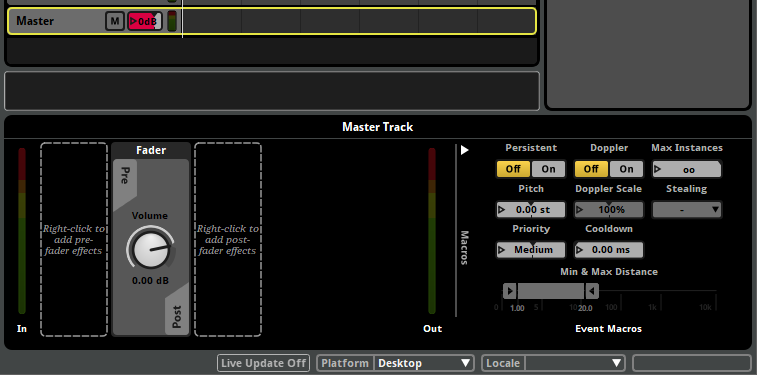 Master
M
0dB
Master Track
Fader
Pre
Right-click to
add pre-
fader effects
Volume
0.00 dB
Post
Right-click to
add post-
fader effects
In
Out
Macros
Persistent
Doppler
Max Instances
Off
On
Off
On
oo
Pitch
Doppler Scale
Stealing
0.00 st
100%
-
Priority
Cooldown
Medium
0.00 ms
Min & Max Distance
0
1.00
5
10
20.0
100
1k
10k
Event Macros
Live Update Off
Platform
Desktop
Locale